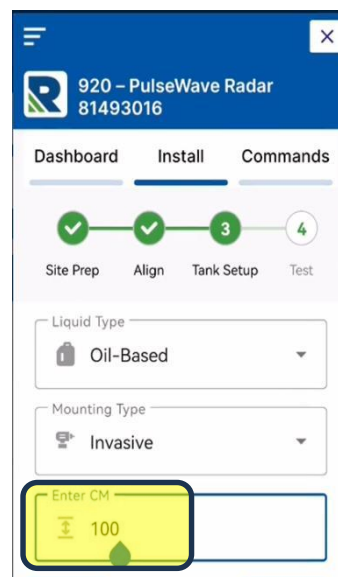 920 – PulseWave Radar
81493016
Dashboard Install Commands
3 4
Site Prep Align Tank Setup Test
Liquid Type
Oil-Based
Mounting Type
Invasive
Enter CM
100